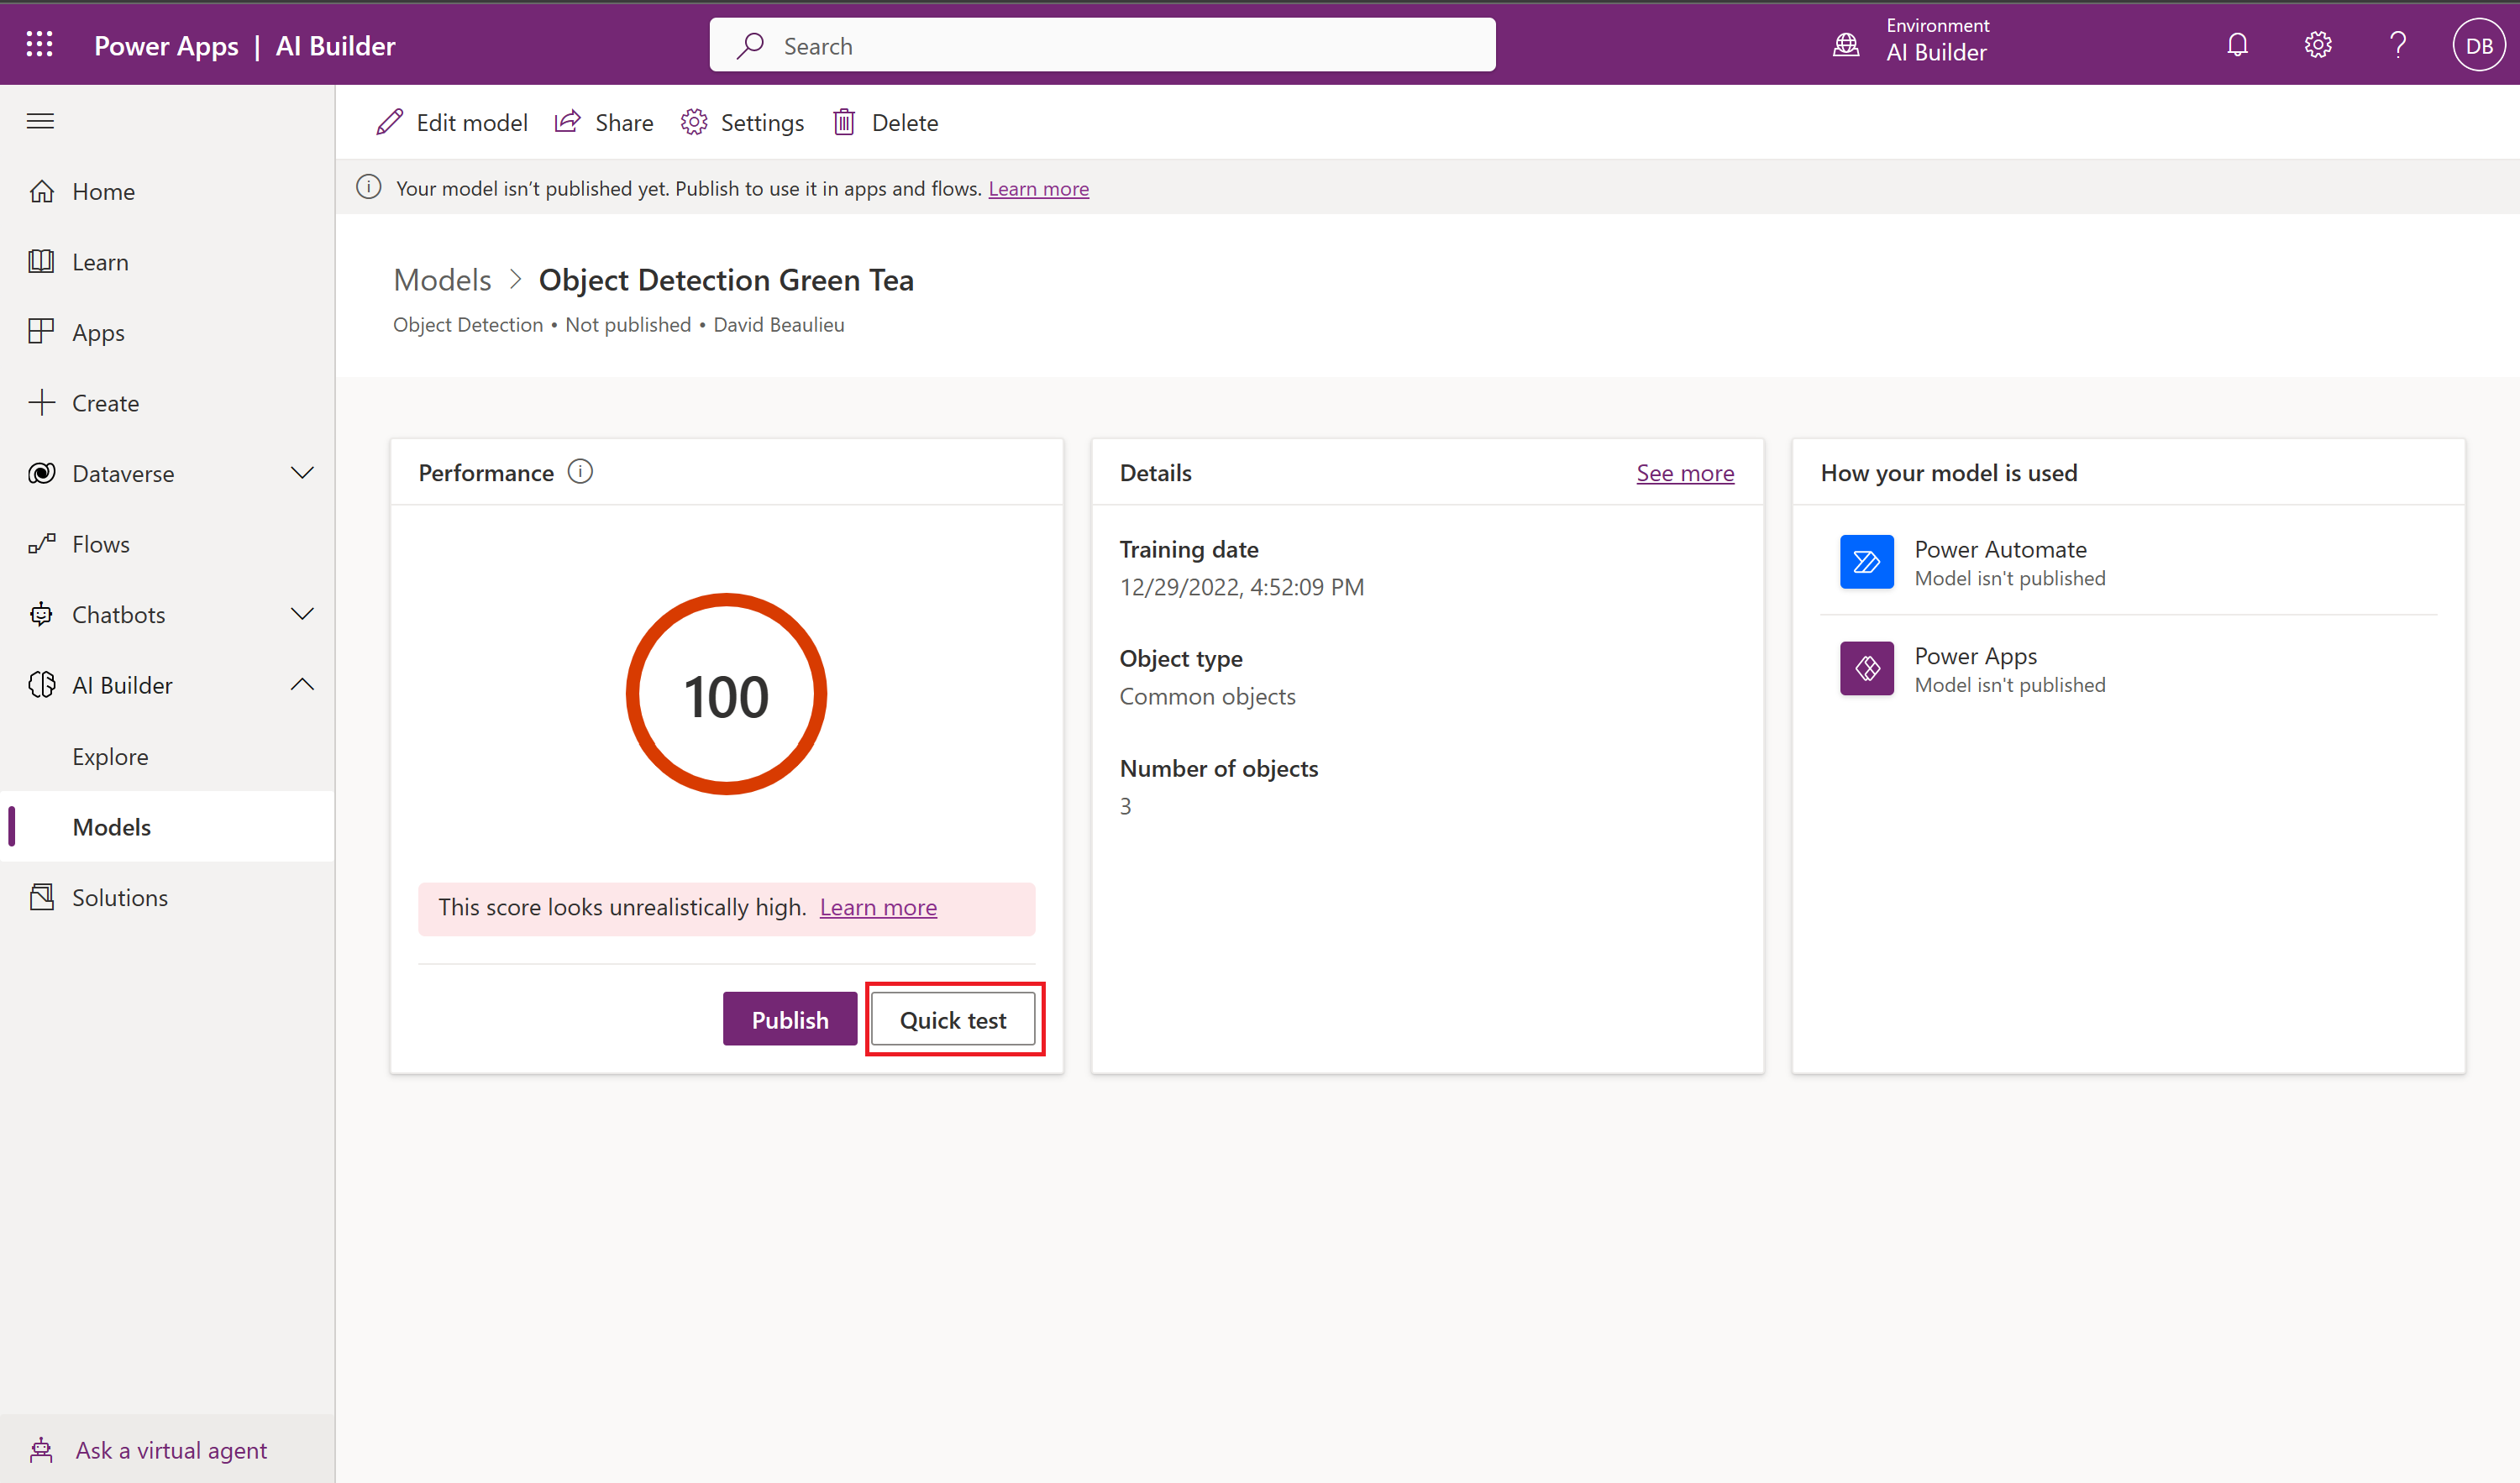 Power Apps | AI Builder
Search
Environment
AI Builder
DB
Edit model
Share
Settings
Delete
Your model isn't published yet. Publish to use it in apps and flows. Learn more
Home
Learn
Apps
Create
Dataverse
Flows
Chatbots
AI Builder
Explore
Models
Solutions
Ask a virtual agent
Models > Object Detection Green Tea
Object Detection • Not published • David Beaulieu
Performance
100
This score looks unrealistically high. Learn more
Publish
Quick test
Details
See more
Training date
12/29/2022, 4:52:09 PM
Object type
Common objects
Number of objects
3
How your model is used
Power Automate
Model isn't published
Power Apps
Model isn't published